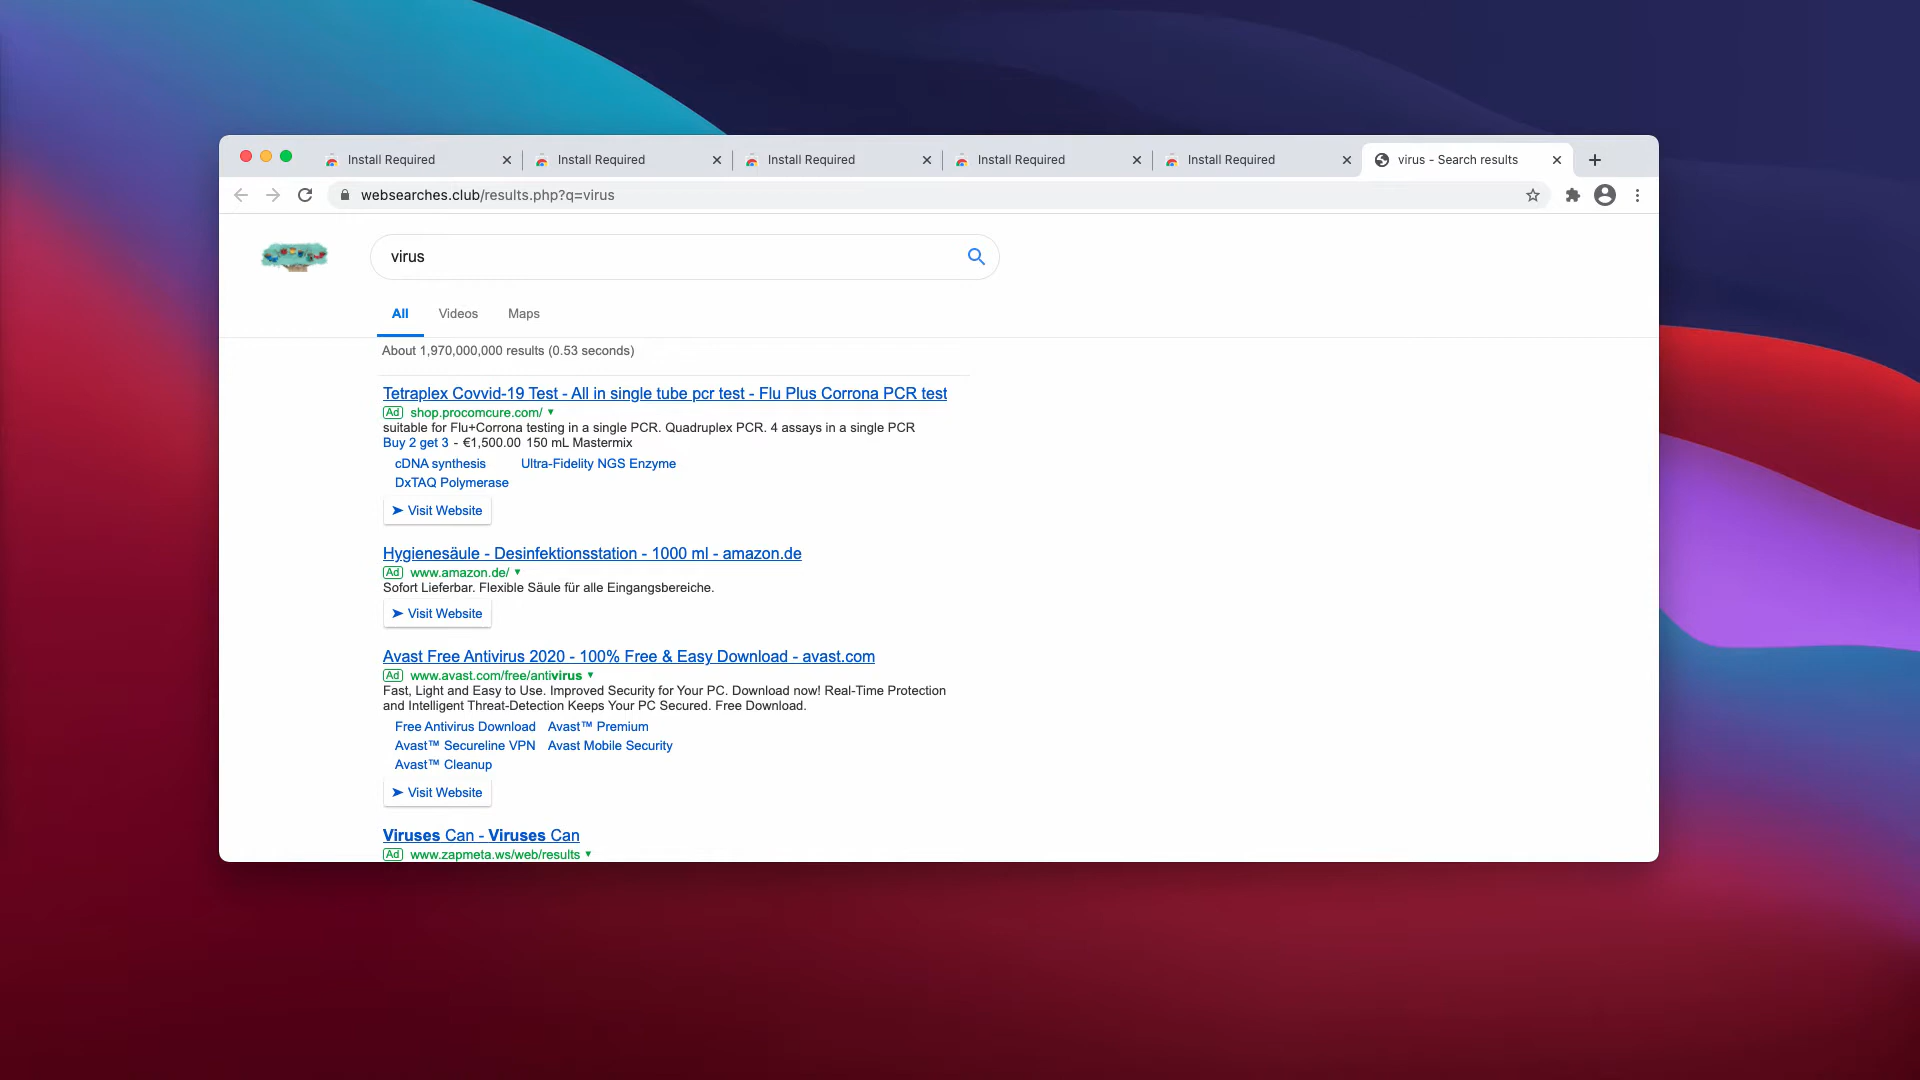 Install Required
Install Required
Install Required
Install Required
Install Required
virus - Search results
websearches.club/results.php?q=virus
virus
All
Videos
Maps
About 1,970,000,000 results (0.53 seconds)
Tetraplex Covvid-19 Test - All in single tube pcr test - Flu Plus Corrona PCR test
Ad shop.procomcure.com/
suitable for Flu+Corrona testing in a single PCR. Quadruplex PCR. 4 assays in a single PCR
Buy 2 get 3 - €1,500.00 150 mL Mastermix
cDNA synthesis Ultra-Fidelity NGS Enzyme
DxTAQ Polymerase
Visit Website
Hygienesäule - Desinfektionsstation - 1000 ml - amazon.de
Ad www.amazon.de/
Sofort Lieferbar. Flexible Säule für alle Eingangsbereiche.
Visit Website
Avast Free Antivirus 2020 - 100% Free & Easy Download - avast.com
Ad www.avast.com/free/antivirus
Fast, Light and Easy to Use. Improved Security for Your PC. Download now! Real-Time Protection
and Intelligent Threat-Detection Keeps Your PC Secured. Free Download.
Free Antivirus Download Avast™ Premium
Avast™ Secureline VPN Avast Mobile Security
Avast™ Cleanup
Visit Website
Viruses Can - Viruses Can
Ad www.zapmeta.ws/web/results